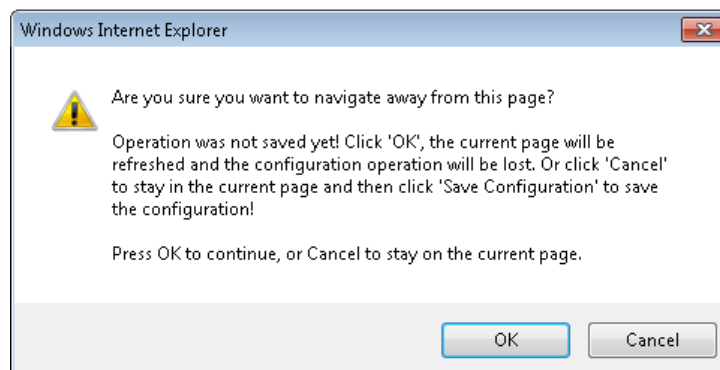 Windows Internet Explorer
Are you sure you want to navigate away from this page?
Operation was not saved yet! Click 'OK', the current page will be
refreshed and the configuration operation will be lost. Or click 'Cancel'
to stay in the current page and then click 'Save Configuration' to save
the configuration!
Press OK to continue, or Cancel to stay on the current page.
OK
Cancel